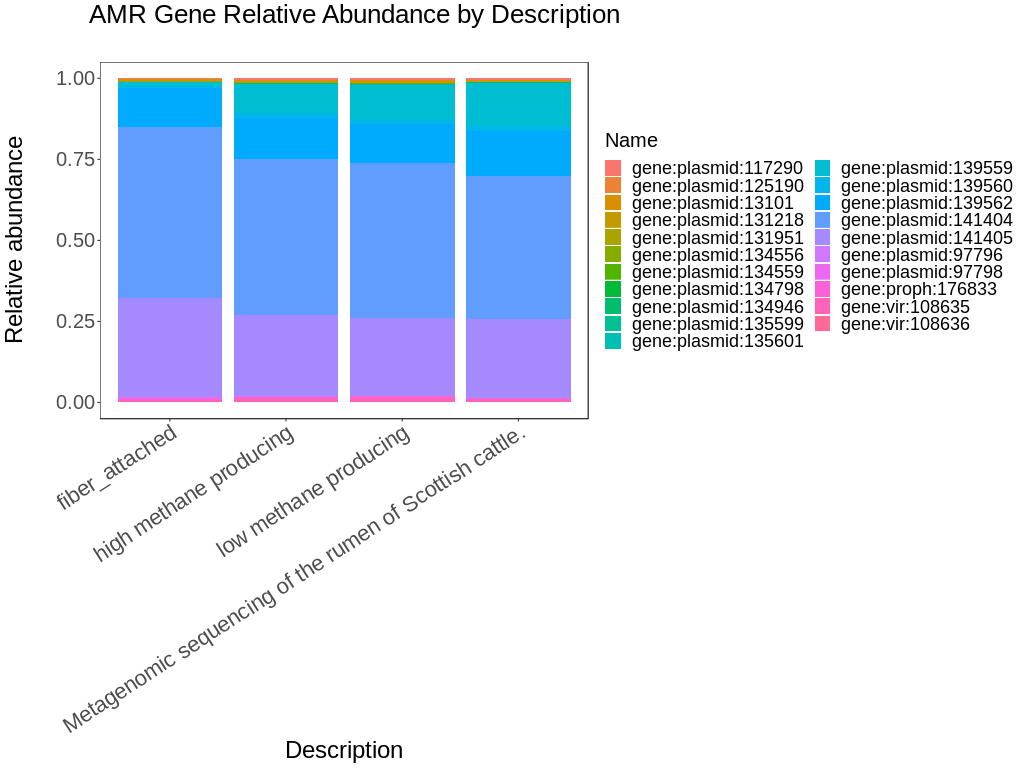 AMR Gene Relative Abundance by Description
Relative abundance
1.00
0.75
0.50
0.25
0.00
fiber_attached
high methane producing
low methane producing
Metagenomic sequencing of the rumen of Scottish cattle.
Description
Name
gene:plasmid:117290
gene:plasmid:125190
gene:plasmid:13101
gene:plasmid:131218
gene:plasmid:131951
gene:plasmid:134556
gene:plasmid:134559
gene:plasmid:134798
gene:plasmid:134946
gene:plasmid:135599
gene:plasmid:135601
gene:plasmid:139559
gene:plasmid:139560
gene:plasmid:139562
gene:plasmid:141404
gene:plasmid:141405
gene:plasmid:97796
gene:plasmid:97798
gene:proph:176833
gene:vir:108635
gene:vir:108636